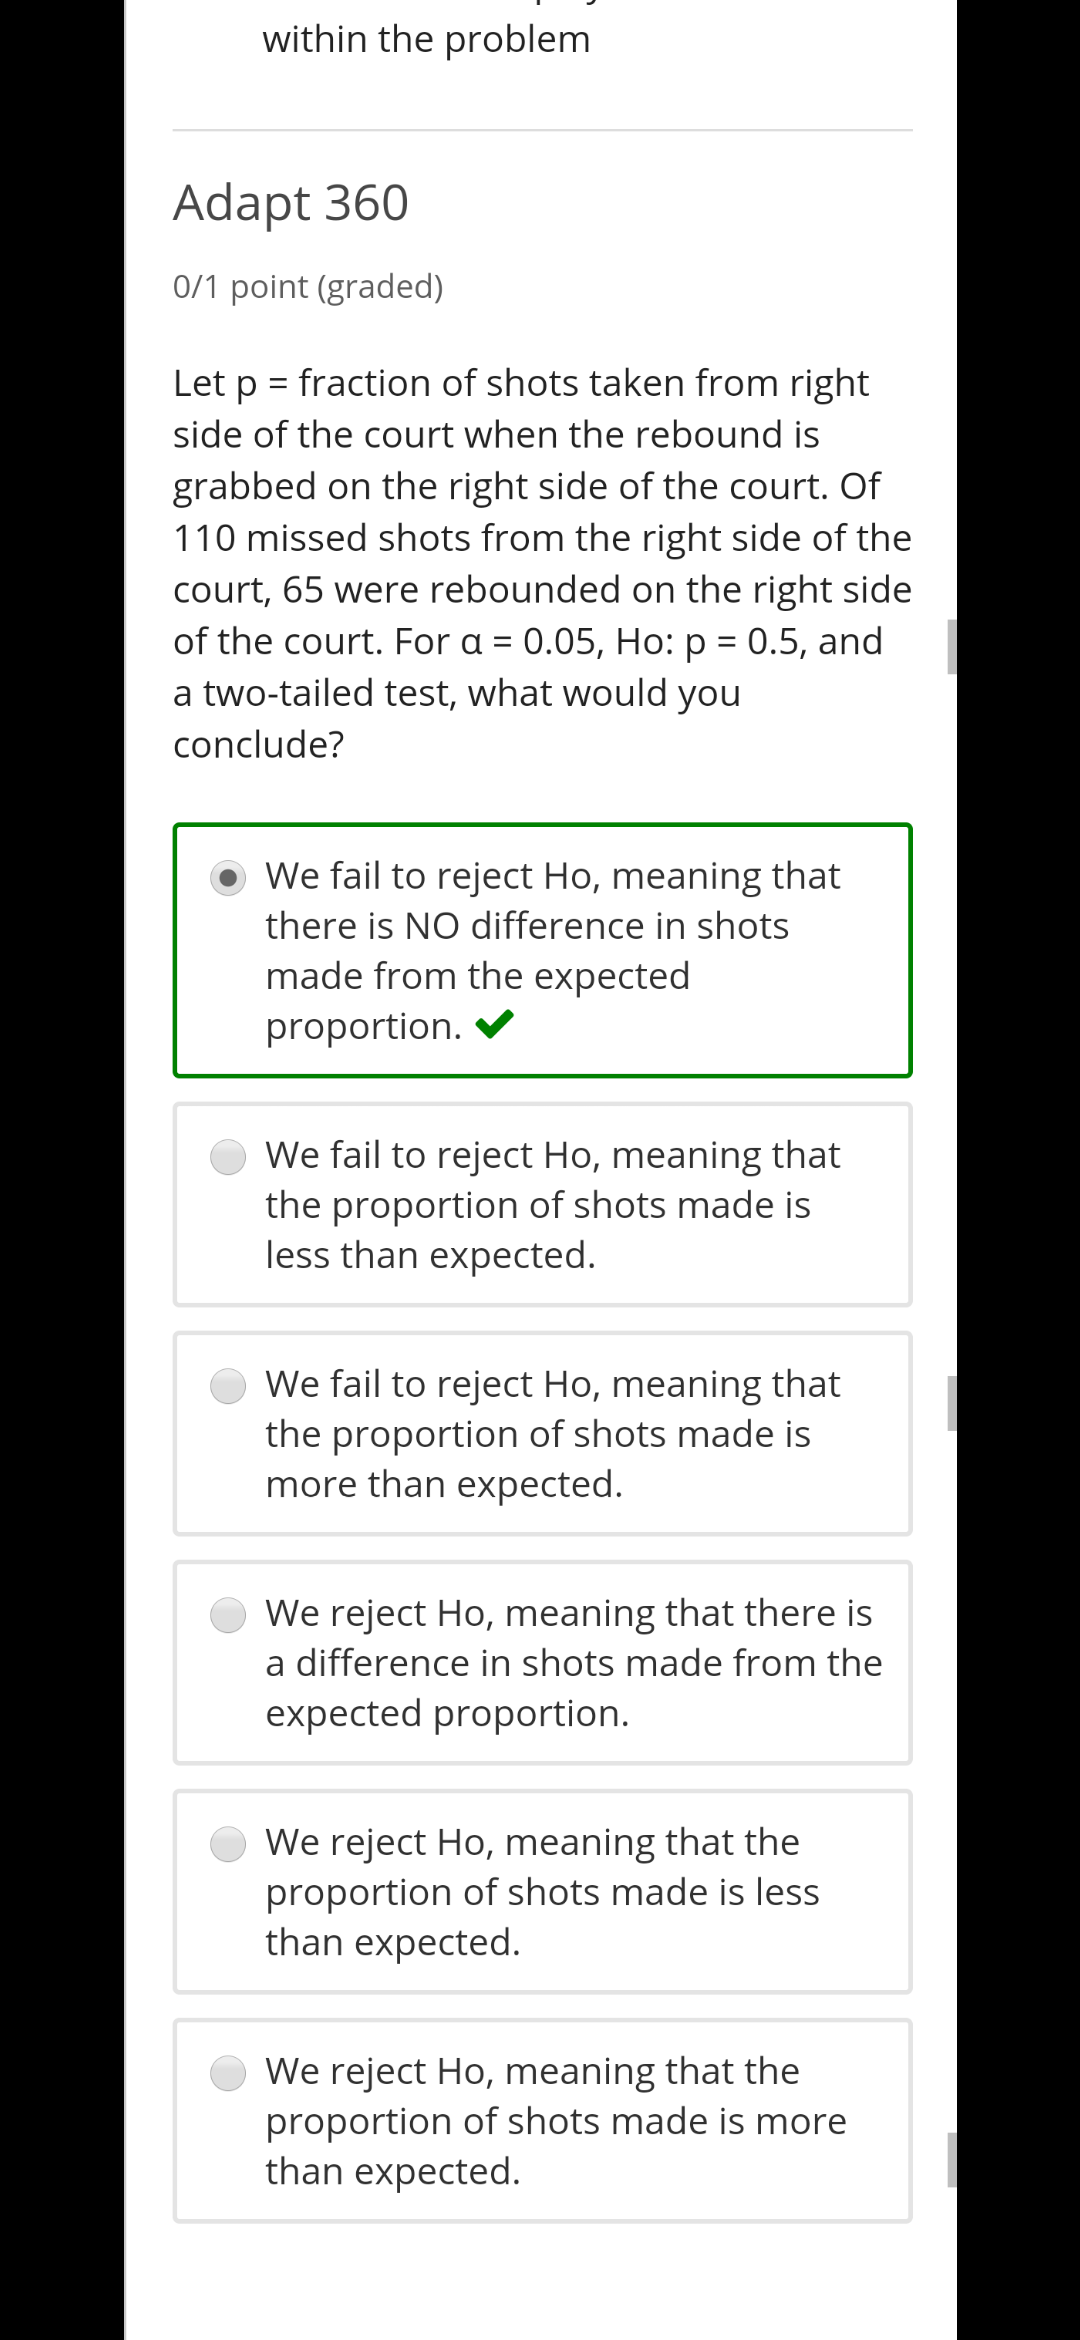 within the problem
Adapt 360
0/1 point (graded)
Let p = fraction of shots taken from right
side of the court when the rebound is
grabbed on the right side of the court. Of
110 missed shots from the right side of the
court, 65 were rebounded on the right side
of the court. For α = 0.05, Ho: p = 0.5, and
a two-tailed test, what would you
conclude?
We fail to reject Ho, meaning that
there is NO difference in shots
made from the expected
proportion.
We fail to reject Ho, meaning that
the proportion of shots made is
less than expected.
We fail to reject Ho, meaning that
the proportion of shots made is
more than expected.
We reject Ho, meaning that there is
a difference in shots made from the
expected proportion.
We reject Ho, meaning that the
proportion of shots made is less
than expected.
We reject Ho, meaning that the
proportion of shots made is more
than expected.